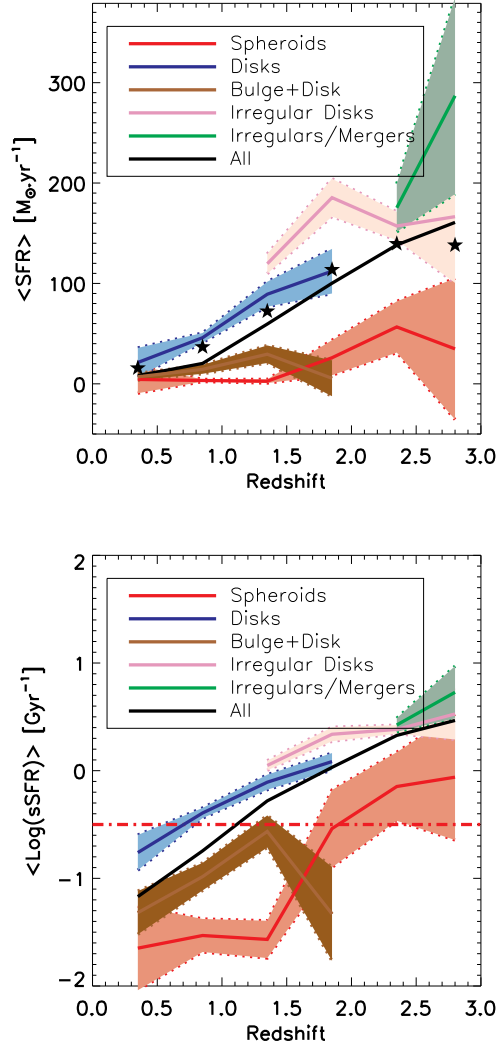 Spheroids
Disks
Bulge+Disk
Irregular Disks
Irregulars/Mergers
All
<SFR> [M⊙.yr⁻¹]
300
200
100
0
0.0 0.5 1.0 1.5 2.0 2.5 3.0
Redshift
Spheroids
Disks
Bulge+Disk
Irregular Disks
Irregulars/Mergers
All
<Log(sSFR)> [Gyr⁻¹]
2
1
0
-1
-2
0.0 0.5 1.0 1.5 2.0 2.5 3.0
Redshift